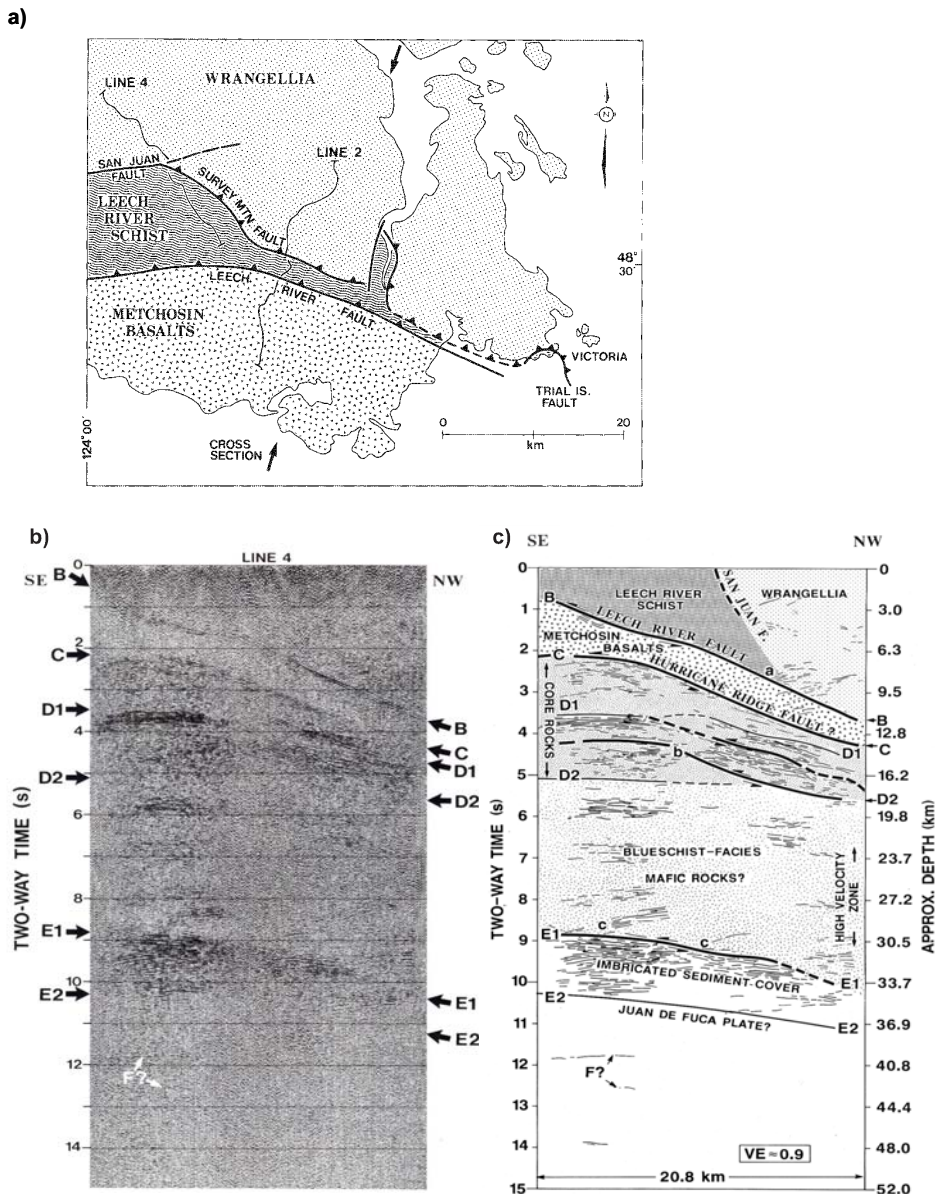 a)
WRANGELLIA
LINE 4
LINE 2
N
SAN JUAN
FAULT
SURVEY MTN FAULT
LEECH
RIVER
SCHIST
48°
30
LEECH RIVER FAULT
METCHOSIN
BASALTS
VICTORIA
TRIAL IS.
FAULT
124° 00'
CROSS
SECTION
0 20
km
b)
LINE 4
SE NW
B
C
D1
D2
E1
E2
F?
B
C
D1
D2
E1
E2
0
2
4
6
8
10
12
14
TWO-WAY TIME (s)
c)
SE NW
0
1
2
3
4
5
6
7
8
9
10
11
12
13
14
15
TWO-WAY TIME (s)
LEECH RIVER
SCHIST
SAN JUAN F.
WRANGELLIA
B
LEECH RIVER FAULT
METCHOSIN
BASALTS
C
HURRICANE RIDGE FAULT ?
a
CORE ROCKS
D1
b
D2
B
C
D1
D2
BLUESCHIST-FACIES
MAFIC ROCKS?
HIGH VELOCITY
ZONE
E1
c
c
IMBRICATED SEDIMENT COVER
E1
E2
JUAN DE FUCA PLATE?
E2
F?
VE ≈ 0.9
20.8 km
0
3.0
6.3
9.5
12.8
16.2
19.8
23.7
27.2
30.5
33.7
36.9
40.8
44.4
48.0
52.0
APPROX. DEPTH (km)